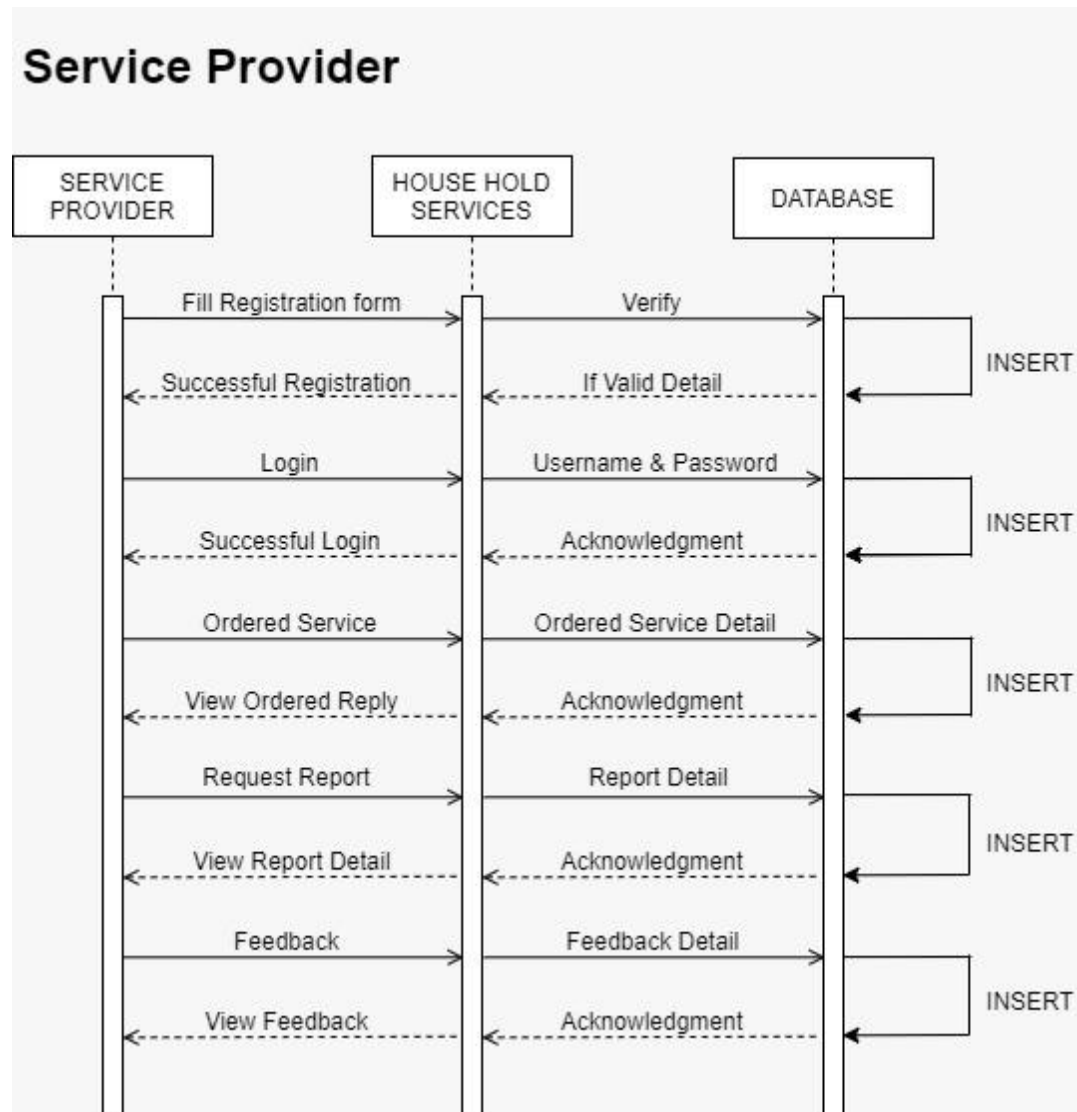 Service Provider
SERVICE
PROVIDER
HOUSE HOLD
SERVICES
DATABASE
Fill Registration form
Verify
INSERT
Successful Registration
If Valid Detail
Login
Username & Password
INSERT
Successful Login
Acknowledgment
Ordered Service
Ordered Service Detail
INSERT
View Ordered Reply
Acknowledgment
Request Report
Report Detail
INSERT
View Report Detail
Acknowledgment
Feedback
Feedback Detail
INSERT
View Feedback
Acknowledgment